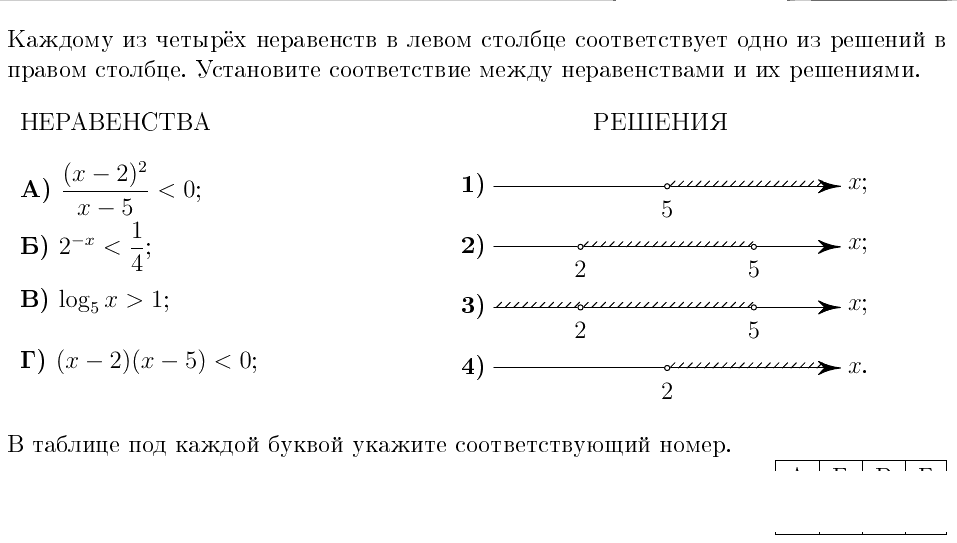 Каждому из четырёх неравенств в левом столбце соответствует одно из решений в
правом столбце. Установите соответствие между неравенствами и их решениями.
НЕРАВЕНСТВА
РЕШЕНИЯ
А) (x − 2)² / (x − 5) < 0;
Б) 2⁻ˣ < 1/4;
В) log₅ x > 1;
Г) (x − 2)(x − 5) < 0;
1) x;
5
2) x;
2 5
3) x;
2 5
4) x.
2
В таблице под каждой буквой укажите соответствующий номер.